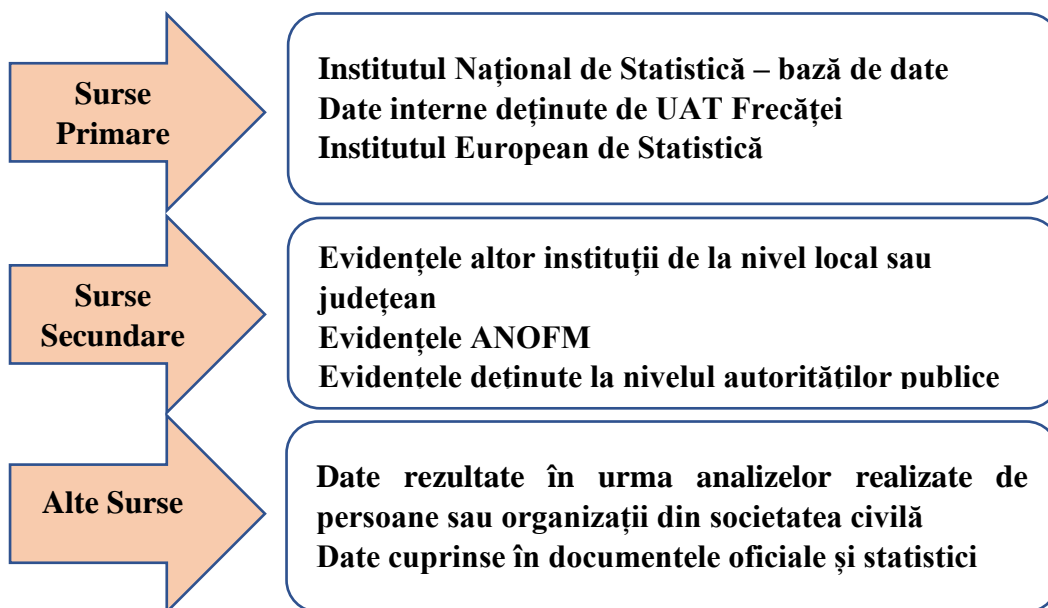 Surse
Primare
Institutul Național de Statistică – bază de date
Date interne deținute de UAT Frecăței
Institutul European de Statistică
Surse
Secundare
Evidențele altor instituții de la nivel local sau
județean
Evidențele ANOFM
Evidențele deținute la nivelul autorităților publice
Alte Surse
Date rezultate în urma analizelor realizate de
persoane sau organizații din societatea civilă
Date cuprinse în documentele oficiale și statistici